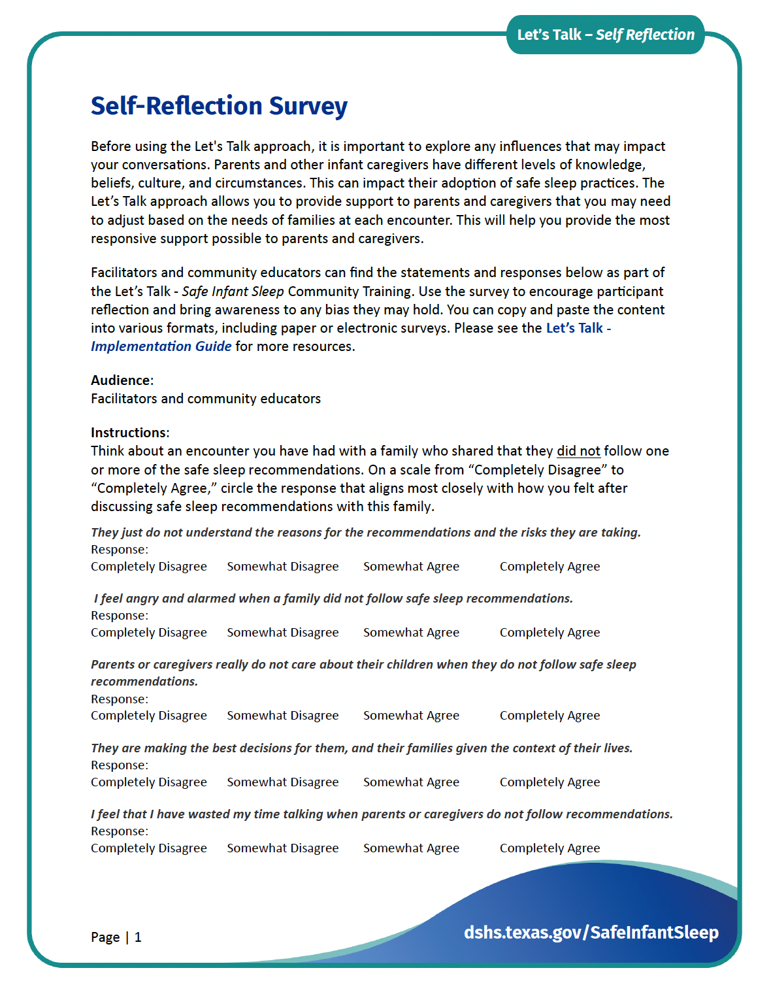 Let’s Talk – Self Reflection
Self-Reflection Survey
Before using the Let's Talk approach, it is important to explore any influences that may impact
your conversations. Parents and other infant caregivers have different levels of knowledge,
beliefs, culture, and circumstances. This can impact their adoption of safe sleep practices. The
Let’s Talk approach allows you to provide support to parents and caregivers that you may need
to adjust based on the needs of families at each encounter. This will help you provide the most
responsive support possible to parents and caregivers.
Facilitators and community educators can find the statements and responses below as part of
the Let’s Talk - Safe Infant Sleep Community Training. Use the survey to encourage participant
reflection and bring awareness to any bias they may hold. You can copy and paste the content
into various formats, including paper or electronic surveys. Please see the Let’s Talk -
Implementation Guide for more resources.
Audience:
Facilitators and community educators
Instructions:
Think about an encounter you have had with a family who shared that they did not follow one
or more of the safe sleep recommendations. On a scale from “Completely Disagree” to
“Completely Agree,” circle the response that aligns most closely with how you felt after
discussing safe sleep recommendations with this family.
They just do not understand the reasons for the recommendations and the risks they are taking.
Response:
Completely Disagree Somewhat Disagree Somewhat Agree Completely Agree
I feel angry and alarmed when a family did not follow safe sleep recommendations.
Response:
Completely Disagree Somewhat Disagree Somewhat Agree Completely Agree
Parents or caregivers really do not care about their children when they do not follow safe sleep
recommendations.
Response:
Completely Disagree Somewhat Disagree Somewhat Agree Completely Agree
They are making the best decisions for them, and their families given the context of their lives.
Response:
Completely Disagree Somewhat Disagree Somewhat Agree Completely Agree
I feel that I have wasted my time talking when parents or caregivers do not follow recommendations.
Response:
Completely Disagree Somewhat Disagree Somewhat Agree Completely Agree
Page | 1
dshs.texas.gov/SafeInfantSleep